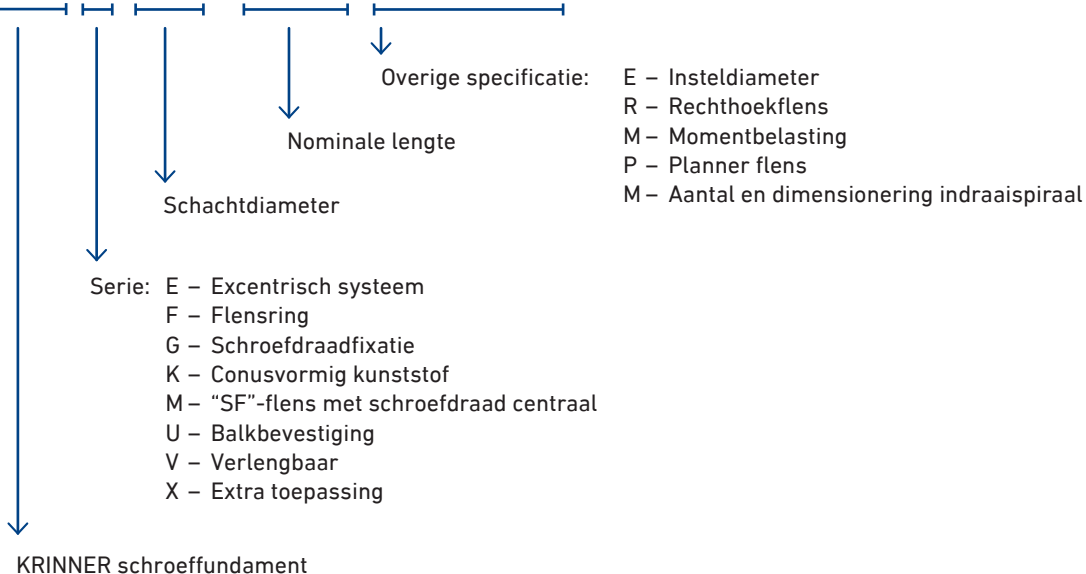 Overige specificatie: E – Insteldiameter
R – Rechthoekflens
M – Momentbelasting
P – Planner flens
M – Aantal en dimensionering indraaispiraal
Nominale lengte
Schachtdiameter
Serie: E – Excentrisch systeem
F – Flensring
G – Schroefdraadfixatie
K – Conusvormig kunststof
M – “SF”-flens met schroefdraad centraal
U – Balkbevestiging
V – Verlengbaar
X – Extra toepassing
KRINNER schroeffundament